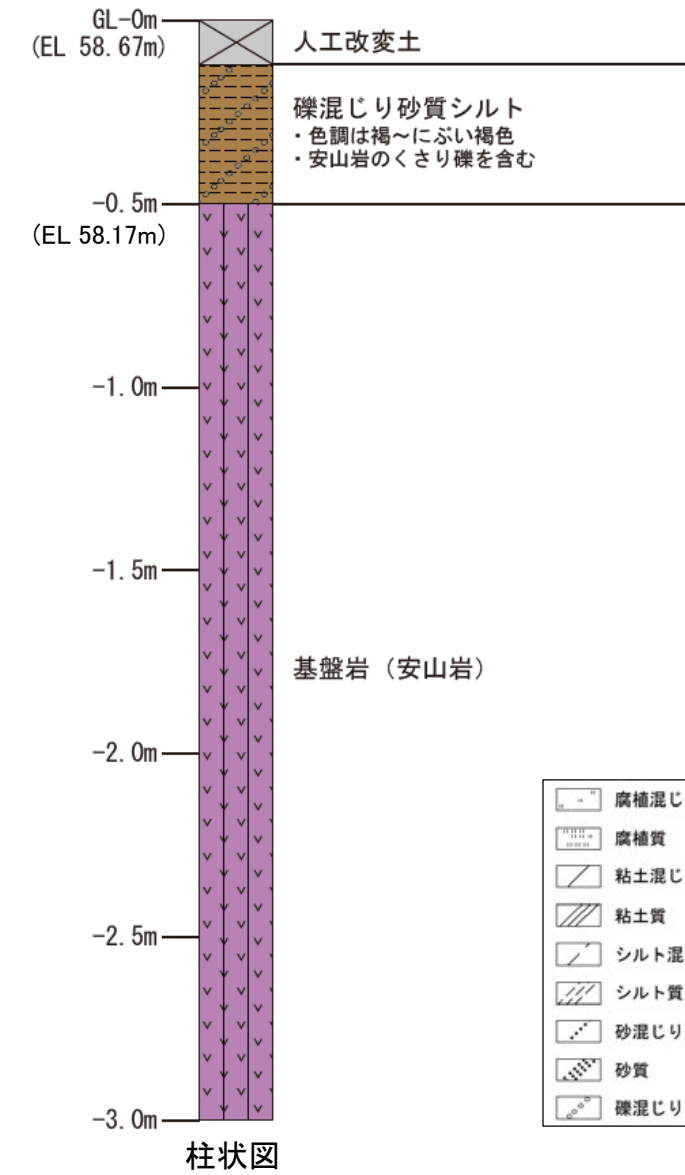 GL-0m
(EL 58.67m)
人工改変土
礫混じり砂質シルト
・色調は褐～にぶい褐色
・安山岩のくさり礫を含む
-0.5m
(EL 58.17m)
-1.0m
-1.5m
基盤岩（安山岩）
-2.0m
-2.5m
-3.0m
柱状図
腐植混じ
腐植質
粘土混じ
粘土質
シルト混
シルト質
砂混じり
砂質
礫混じり